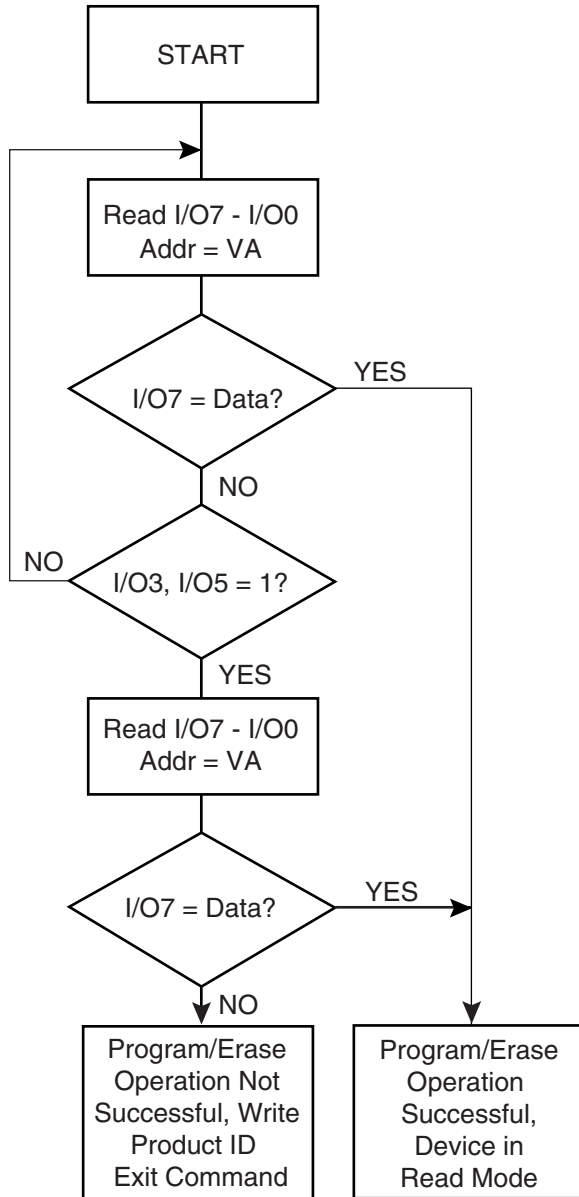 START
Read I/O7 - I/O0
Addr = VA
I/O7 = Data?
YES
NO
I/O3, I/O5 = 1?
NO
YES
Read I/O7 - I/O0
Addr = VA
I/O7 = Data?
YES
NO
Program/Erase
Operation Not
Successful, Write
Product ID
Exit Command
Program/Erase
Operation
Successful,
Device in
Read Mode